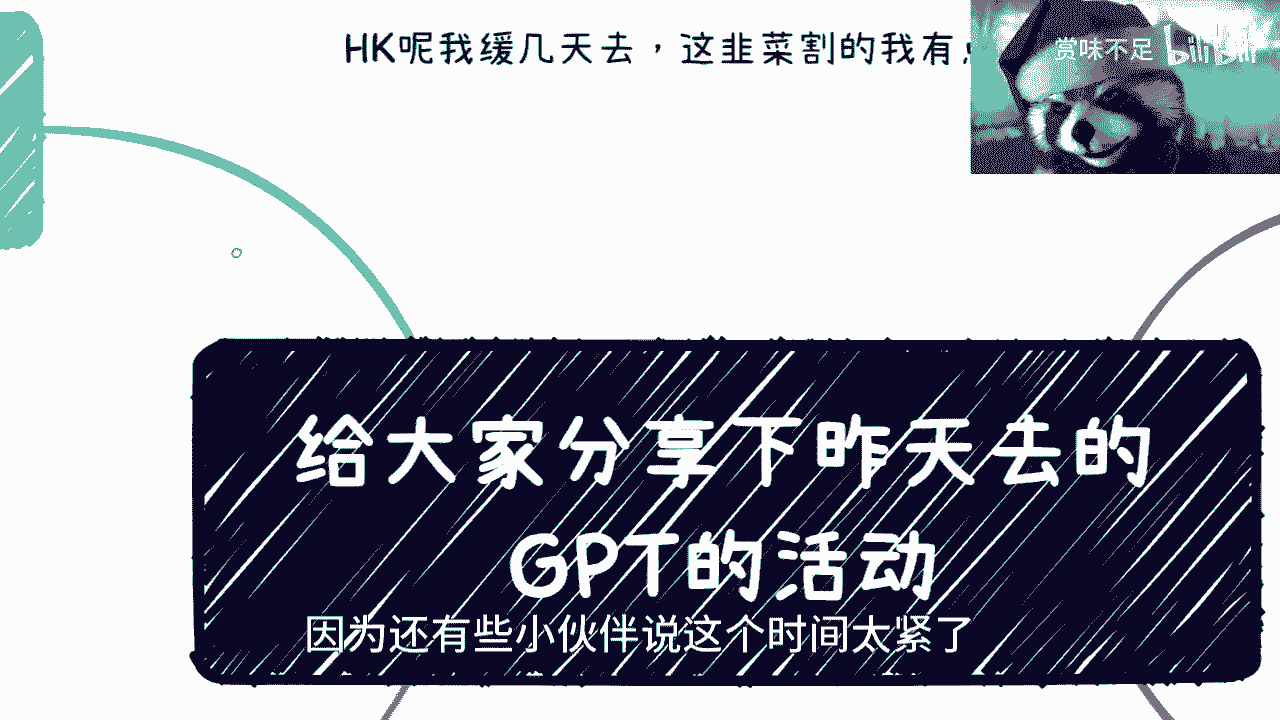 HK呢我缓几天去，这韭菜割的我有
赏味不足 bilibili
给大家分享下昨天去的
GPT的活动
因为还有些小伙伴说这个时间太紧了